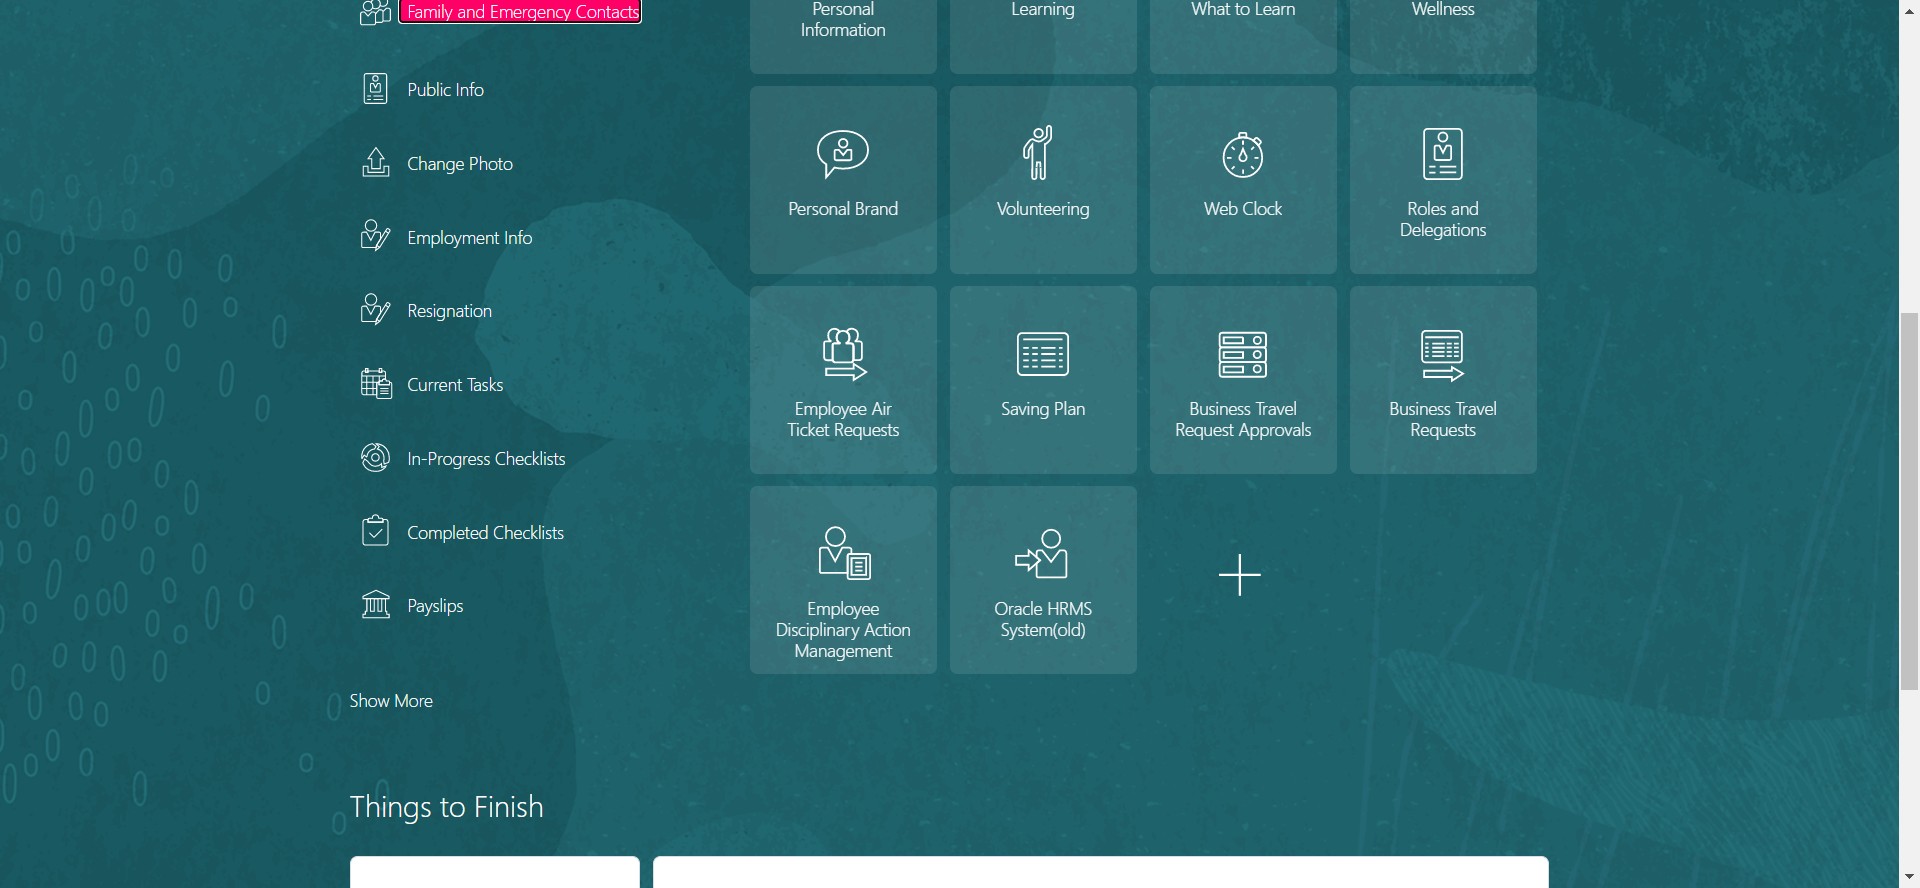 Family and Emergency Contacts
Public Info
Change Photo
Employment Info
Resignation
Current Tasks
In-Progress Checklists
Completed Checklists
Payslips
Show More
Personal
Information
Learning
What to Learn
Wellness
Personal Brand
Volunteering
Web Clock
Roles and
Delegations
Employee Air
Ticket Requests
Saving Plan
Business Travel
Request Approvals
Business Travel
Requests
Employee
Disciplinary Action
Management
Oracle HRMS
System(old)
Things to Finish